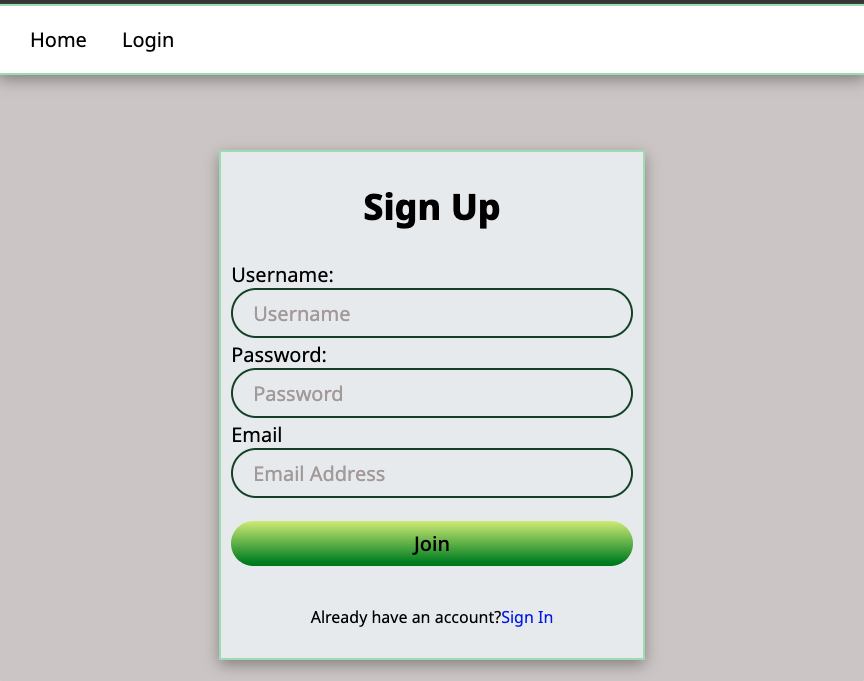 Home Login
Sign Up
Username:
Username
Password:
Password
Email
Email Address
Join
Already have an account?Sign In